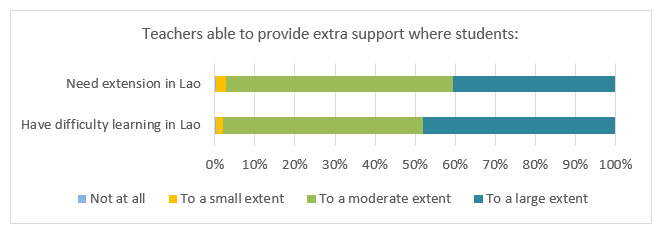 Teachers able to provide extra support where students:
Need extension in Lao
Have difficulty learning in Lao
0% 10% 20% 30% 40% 50% 60% 70% 80% 90% 100%
Not at all To a small extent To a moderate extent To a large extent